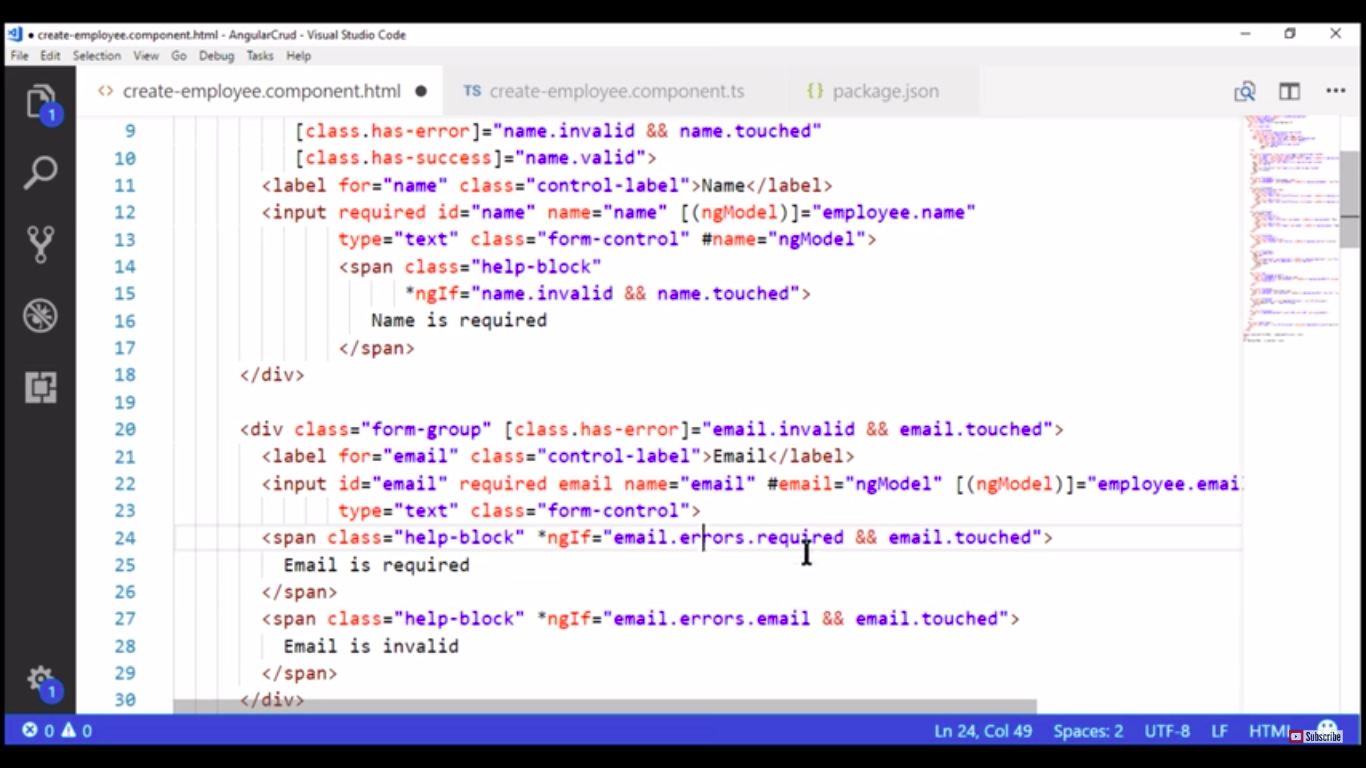 create-employee.component.html - AngularCrud - Visual Studio Code
File Edit Selection View Go Debug Tasks Help
<> create-employee.component.html TS create-employee.component.ts {} package.json
1
9 [class.has-error]="name.invalid && name.touched"
10 [class.has-success]="name.valid">
11 <label for="name" class="control-label">Name</label>
12 <input required id="name" name="name" [(ngModel)]="employee.name"
13 type="text" class="form-control" #name="ngModel">
14 <span class="help-block"
15 *ngIf="name.invalid && name.touched">
16 Name is required
17 </span>
18 </div>
19
20 <div class="form-group" [class.has-error]="email.invalid && email.touched">
21 <label for="email" class="control-label">Email</label>
22 <input id="email" required email name="email" #email="ngModel" [(ngModel)]="employee.emai
23 type="text" class="form-control">
24 <span class="help-block" *ngIf="email.errors.required && email.touched">
25 Email is required
26 </span>
27 <span class="help-block" *ngIf="email.errors.email && email.touched">
28 Email is invalid
29 </span>
30 </div>
1
0 0 Ln 24, Col 49 Spaces: 2 UTF-8 LF HTML Subscribe